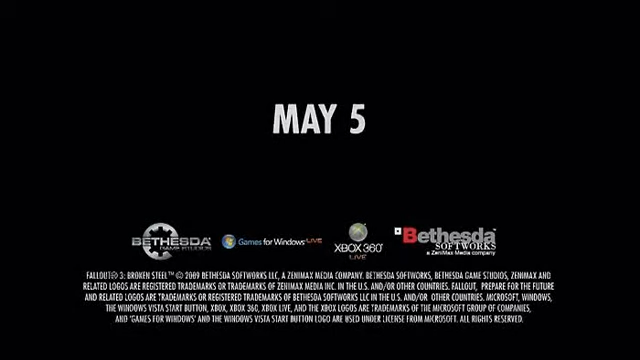 MAY 5
BETHESDA
GAME STUDIOS
Games for Windows LIVE
XBOX 360
LIVE
Bethesda
SOFTWORKS
a ZeniMax Media company
FALLOUT® 3: BROKEN STEEL™ © 2009 BETHESDA SOFTWORKS LLC, A ZENIMAX MEDIA COMPANY. BETHESDA SOFTWORKS, BETHESDA GAME STUDIOS, ZENIMAX AND
RELATED LOGOS ARE REGISTERED TRADEMARKS OR TRADEMARKS OF ZENIMAX MEDIA INC. IN THE U.S. AND/OR OTHER COUNTRIES. FALLOUT, PREPARE FOR THE FUTURE
AND RELATED LOGOS ARE TRADEMARKS OR REGISTERED TRADEMARKS OF BETHESDA SOFTWORKS LLC IN THE U.S. AND/OR OTHER COUNTRIES. MICROSOFT, WINDOWS,
THE WINDOWS VISTA START BUTTON, XBOX, XBOX 360, XBOX LIVE, AND THE XBOX LOGOS ARE TRADEMARKS OF THE MICROSOFT GROUP OF COMPANIES,
AND 'GAMES FOR WINDOWS' AND THE WINDOWS VISTA START BUTTON LOGO ARE USED UNDER LICENSE FROM MICROSOFT. ALL RIGHTS RESERVED.